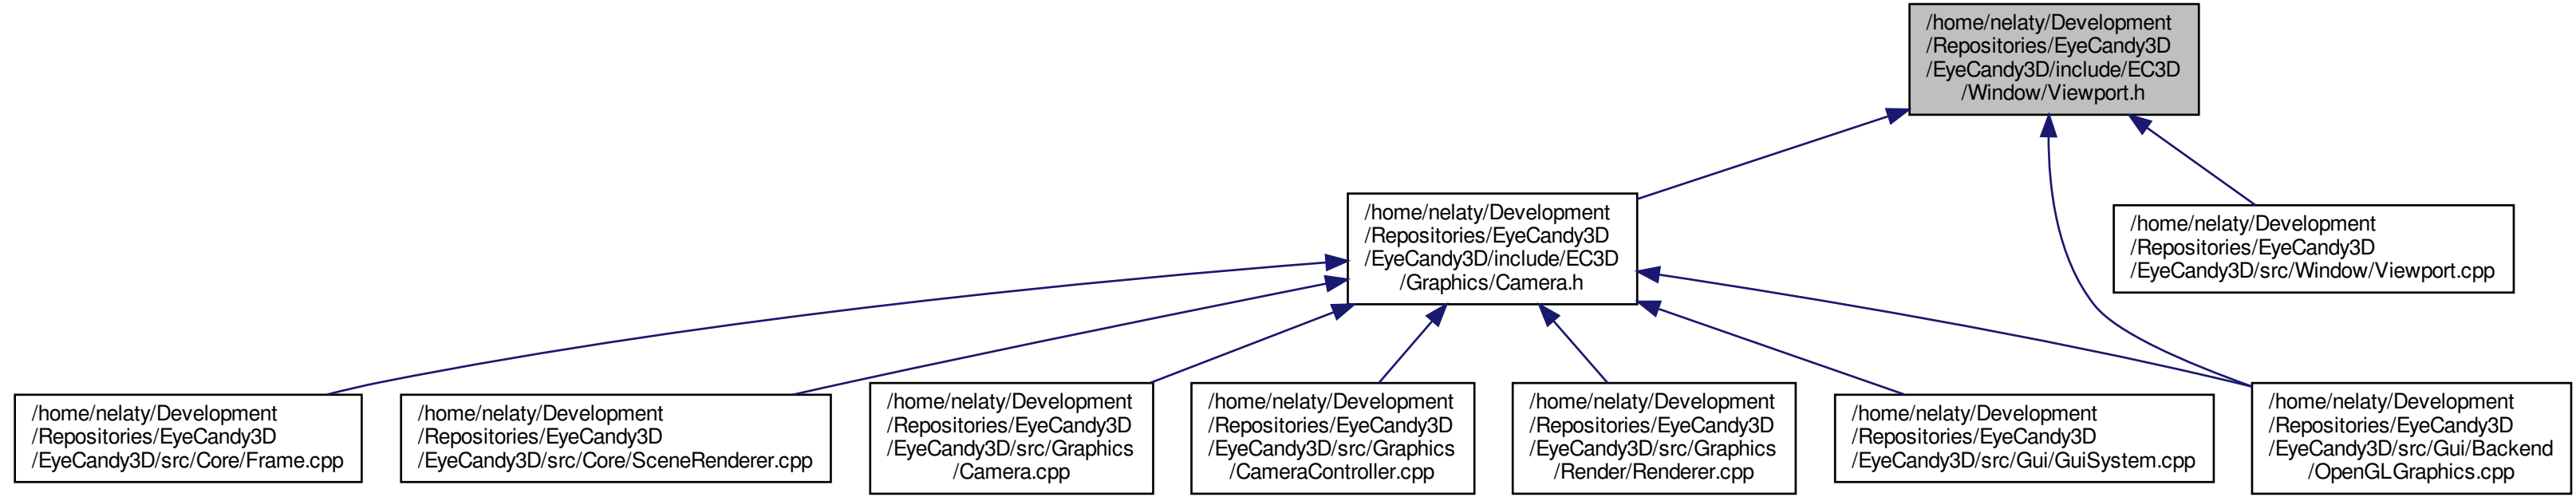 /home/nelaty/Development
/Repositories/EyeCandy3D
/EyeCandy3D/include/EC3D
/Window/Viewport.h
/home/nelaty/Development
/Repositories/EyeCandy3D
/EyeCandy3D/include/EC3D
/Graphics/Camera.h
/home/nelaty/Development
/Repositories/EyeCandy3D
/EyeCandy3D/src/Window/Viewport.cpp
/home/nelaty/Development
/Repositories/EyeCandy3D
/EyeCandy3D/src/Core/Frame.cpp
/home/nelaty/Development
/Repositories/EyeCandy3D
/EyeCandy3D/src/Core/SceneRenderer.cpp
/home/nelaty/Development
/Repositories/EyeCandy3D
/EyeCandy3D/src/Graphics
/Camera.cpp
/home/nelaty/Development
/Repositories/EyeCandy3D
/EyeCandy3D/src/Graphics
/CameraController.cpp
/home/nelaty/Development
/Repositories/EyeCandy3D
/EyeCandy3D/src/Graphics
/Render/Renderer.cpp
/home/nelaty/Development
/Repositories/EyeCandy3D
/EyeCandy3D/src/Gui/GuiSystem.cpp
/home/nelaty/Development
/Repositories/EyeCandy3D
/EyeCandy3D/src/Gui/Backend
/OpenGLGraphics.cpp